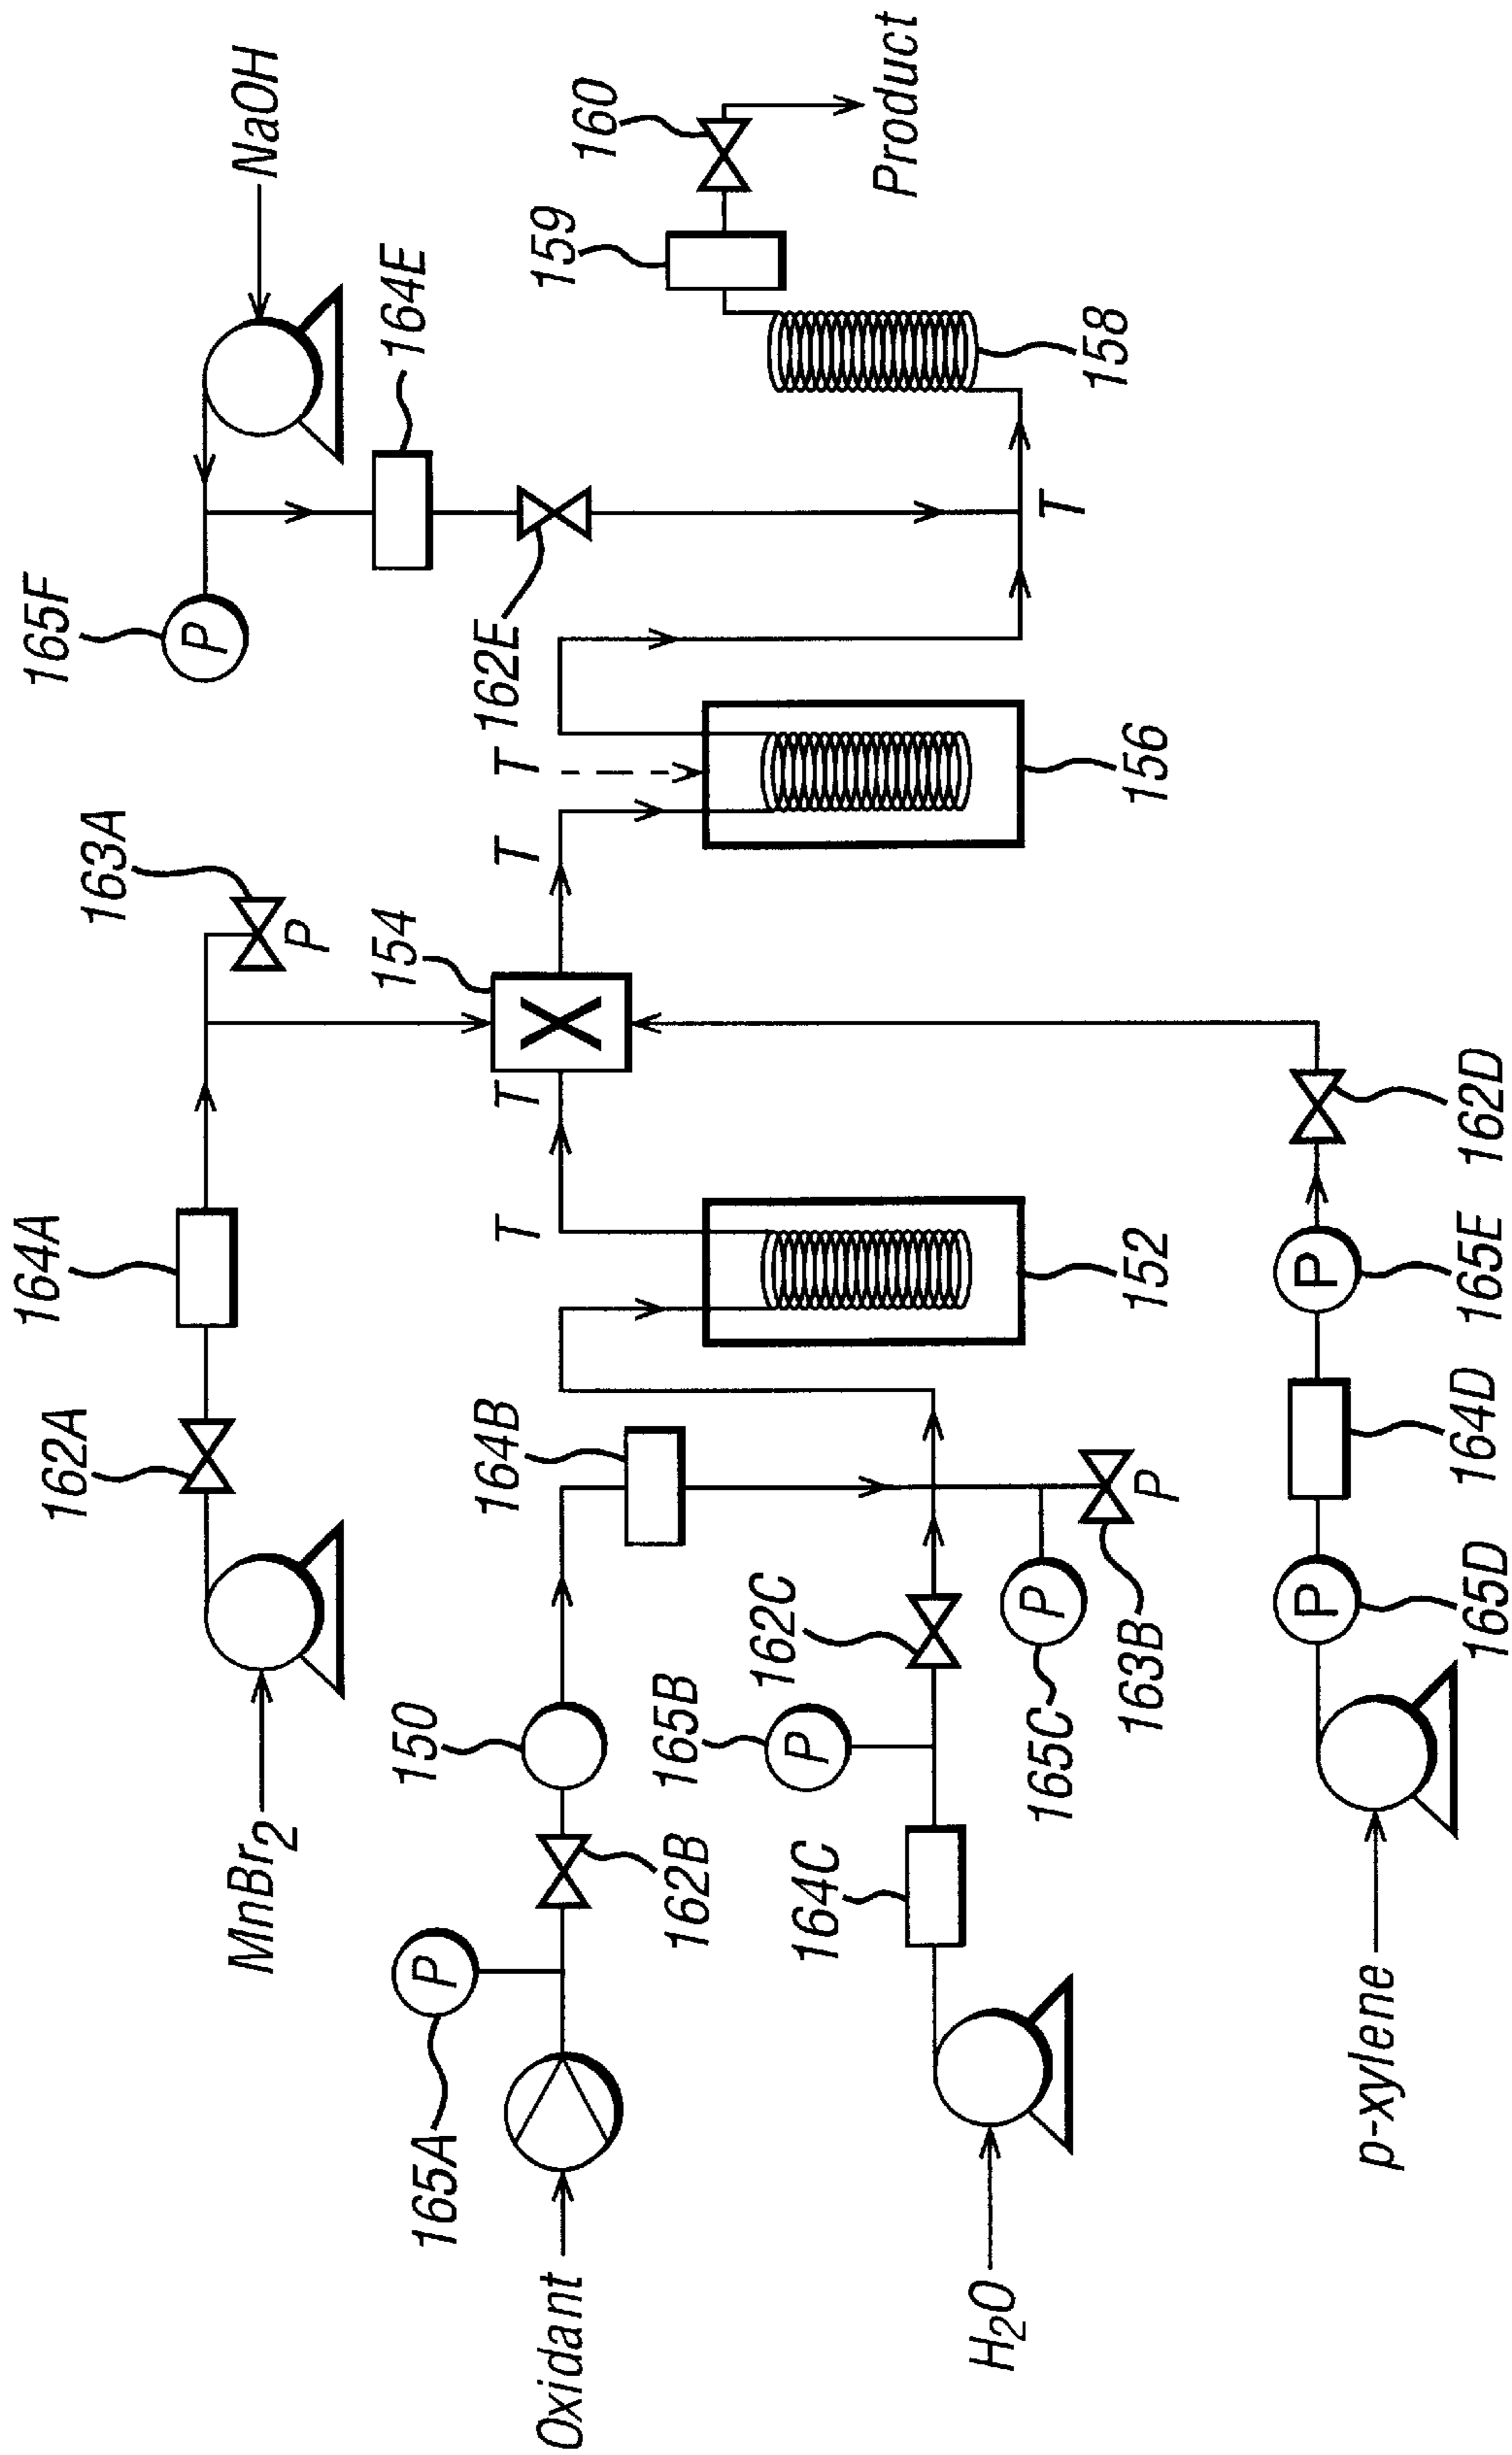 165F
NaOH
164E
162E
160
159
Product
158
T
163A
154
T
T
156
164A
162A
MnBr2
P
X
T
T
152
164B
150
162B
165A
P
Oxidant
P
165B
P
162C
164C
165C
P
163B
P
H2O
162D
165E
P
164D
165D
P
p-xylene